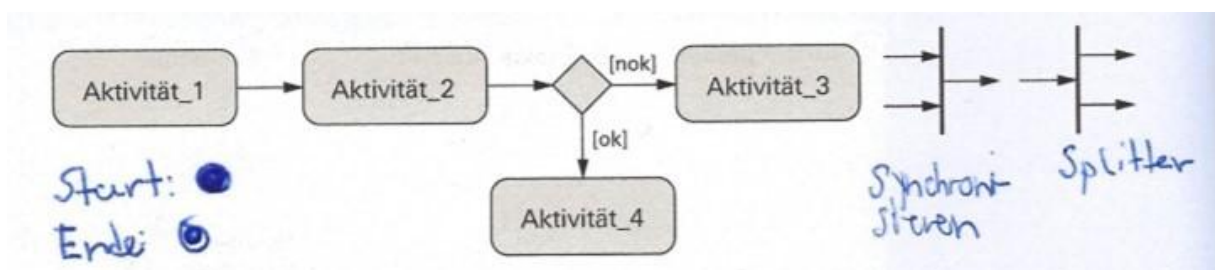 Aktivität_1
Aktivität_2
[nok]
Aktivität_3
[ok]
Aktivität_4
Start:
Ende:
Synchroni-
sieren
Splitter